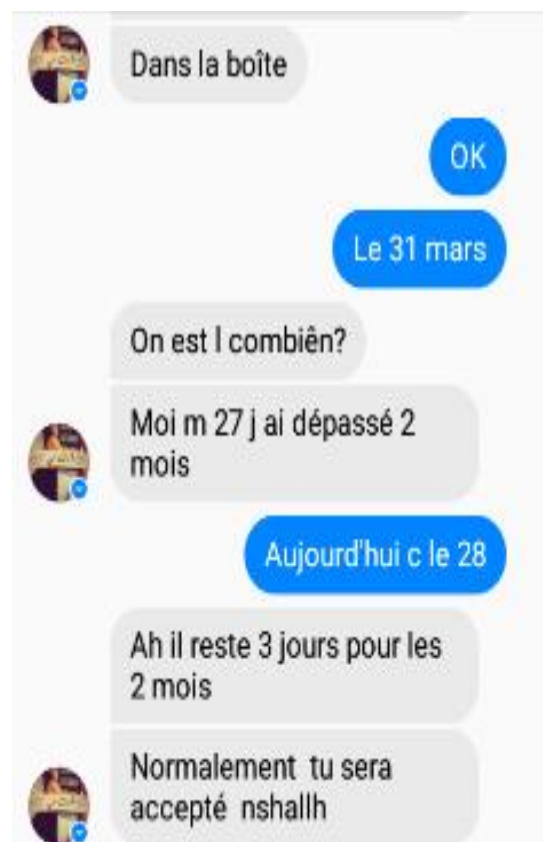 Dans la boîte
OK
Le 31 mars
On est l combiên?
Moi m 27 j ai dépassé 2
mois
Aujourd'hui c le 28
Ah il reste 3 jours pour les
2 mois
Normalement tu sera
accepté nshallh